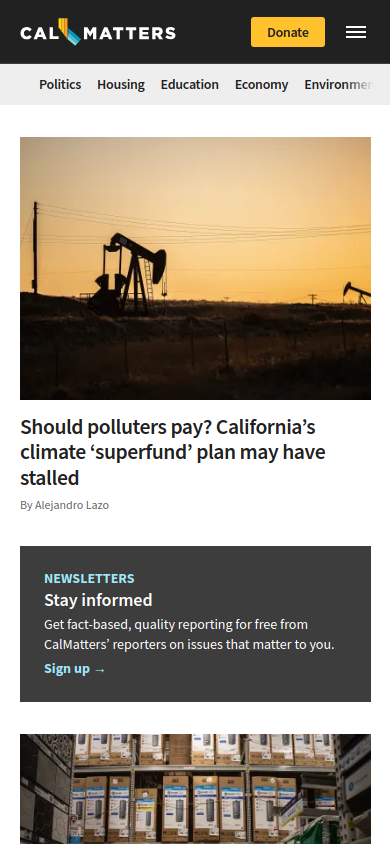 CAL MATTERS
Donate
Politics Housing Education Economy
Should polluters pay? California’s
climate ‘superfund’ plan may have
stalled
By Alejandro Lazo
NEWSLETTERS
Stay informed
Get fact-based, quality reporting for free from
CalMatters’ reporters on issues that matter to you.
Sign up →